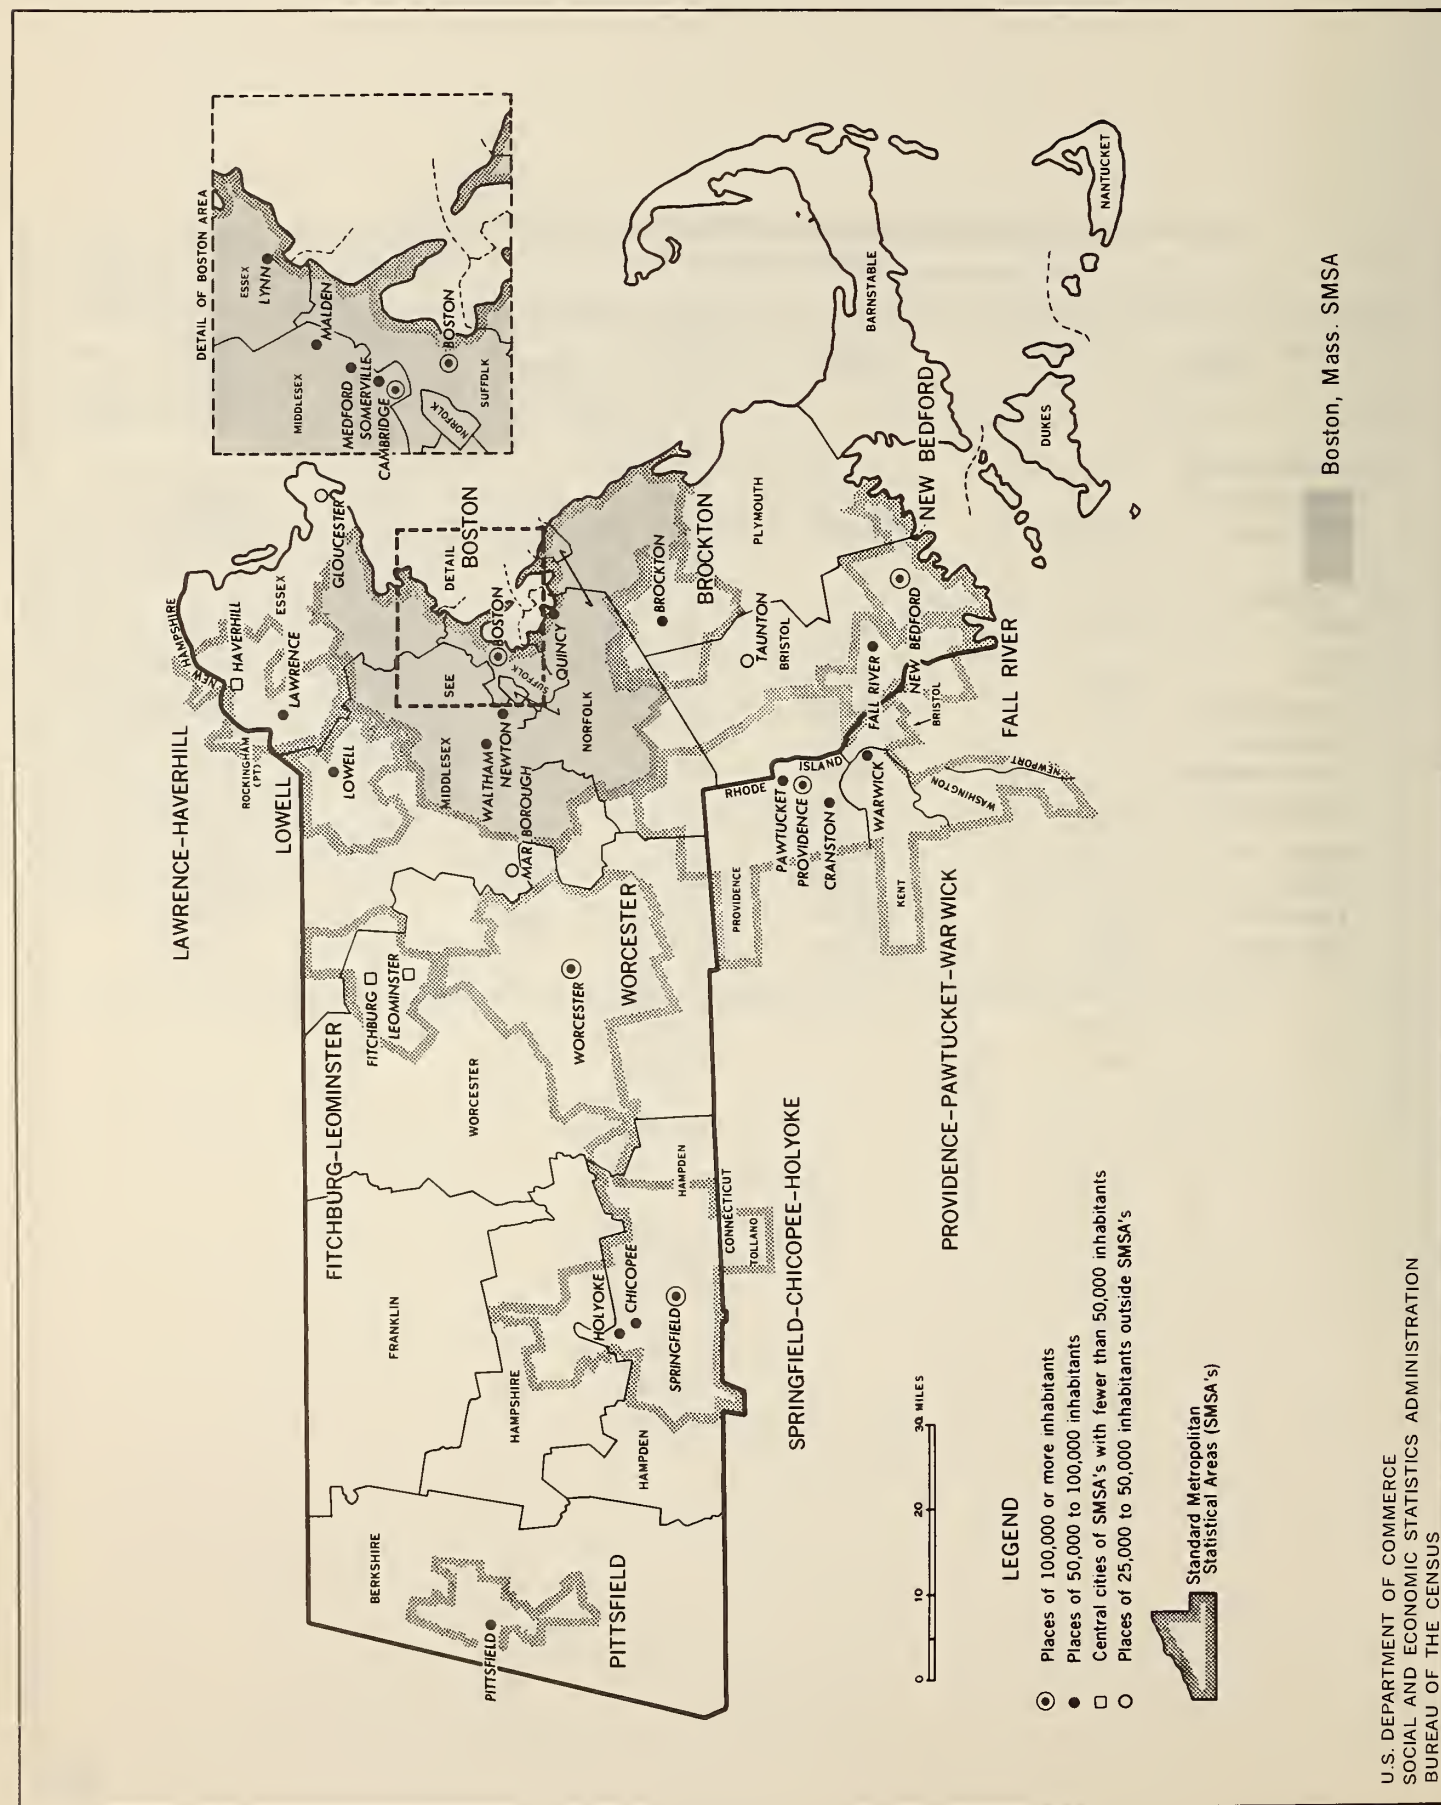 DETAIL OF BOSTON AREA
ESSEX
LYNN
MALDEN
MIDDLESEX
MEDFORD
SOMERVILLE
CAMBRIDGE
BOSTON
NORFOLK
SUFFOLK
LAWRENCE–HAVERHILL
NEW HAMPSHIRE
HAVERHILL
ESSEX
LAWRENCE
GLOUCESTER
ROCKINGHAM
(PT)
LOWELL
LOWELL
BOSTON
DETAIL
SEE
BOSTON
SUFFOLK
QUINCY
MIDDLESEX
WALTHAM
NEWTON
NORFOLK
MARLBOROUGH
BROCKTON
BROCKTON
PLYMOUTH
TAUNTON
BRISTOL
BARNSTABLE
NANTUCKET
DUKES
NEW BEDFORD
NEW BEDFORD
FALL RIVER
FALL RIVER
BRISTOL
NEWPORT
WASHINGTON
RHODE ISLAND
PAWTUCKET
PROVIDENCE
CRANSTON
WARWICK
PROVIDENCE
KENT
PROVIDENCE–PAWTUCKET–WARWICK
FITCHBURG–LEOMINSTER
FITCHBURG
LEOMINSTER
WORCESTER
WORCESTER
WORCESTER
FRANKLIN
HAMPSHIRE
HOLYOKE
CHICOPEE
SPRINGFIELD
HAMPDEN
HAMPDEN
CONNECTICUT
TOLLAND
SPRINGFIELD–CHICOPEE–HOLYOKE
BERKSHIRE
PITTSFIELD
PITTSFIELD
0 10 20 30 MILES
LEGEND
Places of 100,000 or more inhabitants
Places of 50,000 to 100,000 inhabitants
Central cities of SMSA's with fewer than 50,000 inhabitants
Places of 25,000 to 50,000 inhabitants outside SMSA's
Standard Metropolitan
Statistical Areas (SMSA's)
Boston, Mass. SMSA
U.S. DEPARTMENT OF COMMERCE
SOCIAL AND ECONOMIC STATISTICS ADMINISTRATION
BUREAU OF THE CENSUS